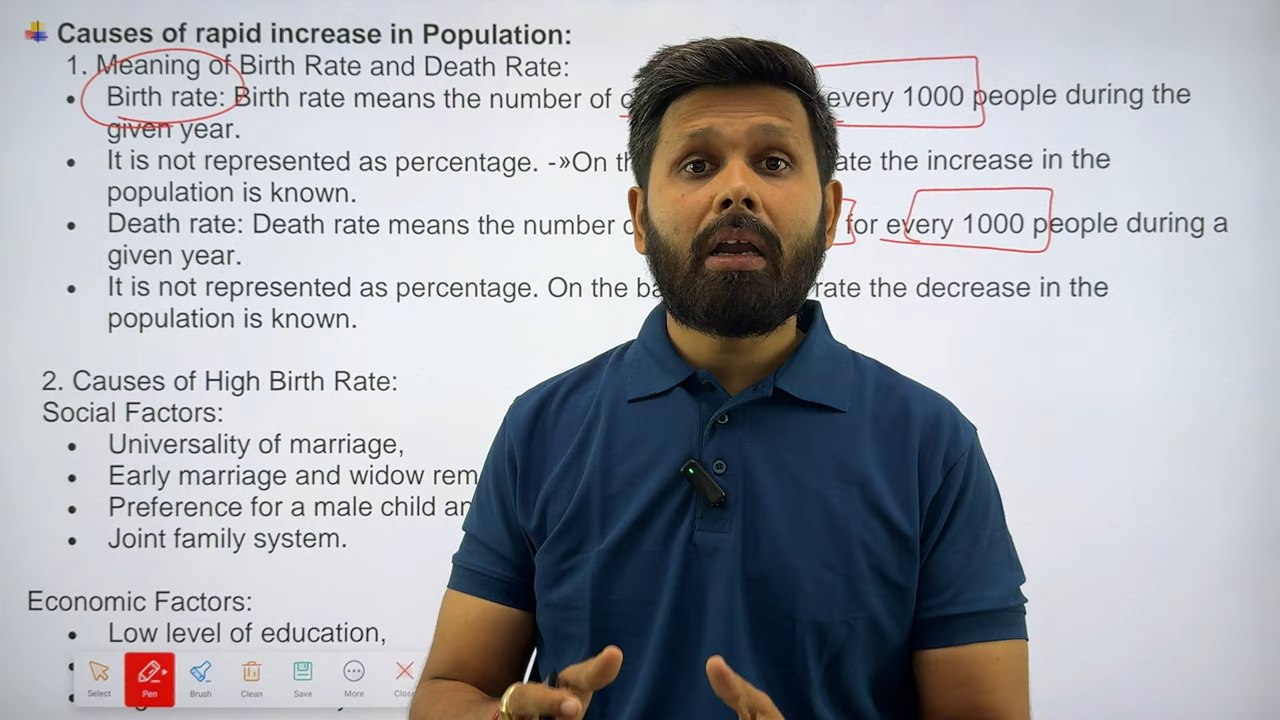 Causes of rapid increase in Population:
1. Meaning of Birth Rate and Death Rate:
• Birth rate: Birth rate means the number of every 1000 people during the
given year.
• It is not represented as percentage. -»On the increase in the
population is known.
• Death rate: Death rate means the number for every 1000 people during a
given year.
• It is not represented as percentage. On the rate the decrease in the
population is known.
2. Causes of High Birth Rate:
Social Factors:
• Universality of marriage,
• Early marriage and widow
• Preference for a male child
• Joint family system.
Economic Factors:
• Low level of education,
Select Pen Brush Clean Save More